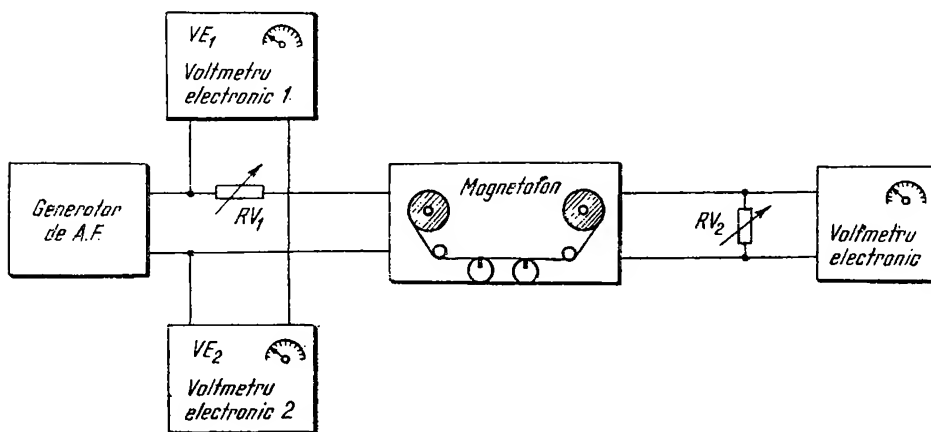 VE1
Voltmetru
electronic 1
Generator
de A.F.
RV1
Magnetofon
RV2
Voltmetru
electronic
VE2
Voltmetru
electronic 2